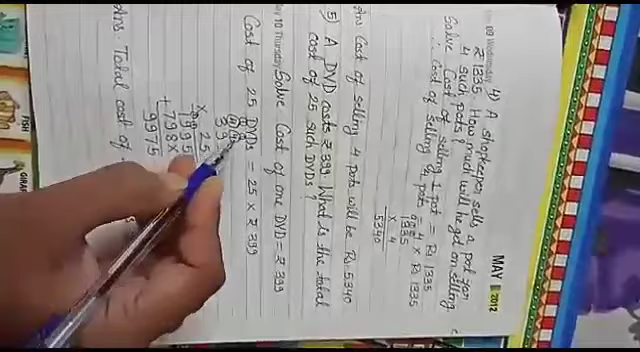 MAY 2012
09 Wednesday 4) A shopkeeper sells a pot for
₹ 1335. How much will he get on selling
4 such pots?
Solve Cost of selling 1 pot = Rs 1335
∴ Cost of selling 4 pots = 4 x Rs 1335
1335
x 4
5340
Ans Cost of selling 4 pots will be Rs 5340
5) A DVD costs ₹ 399. What is the total
cost of 25 such DVDs?
10 Thursday Solve Cost of one DVD = ₹ 399
Cost of 25 DVDs = 25 x ₹ 399
399
x 25
1995
+ 798x
9975
Ans. Total cost of
FISH
GIRAF